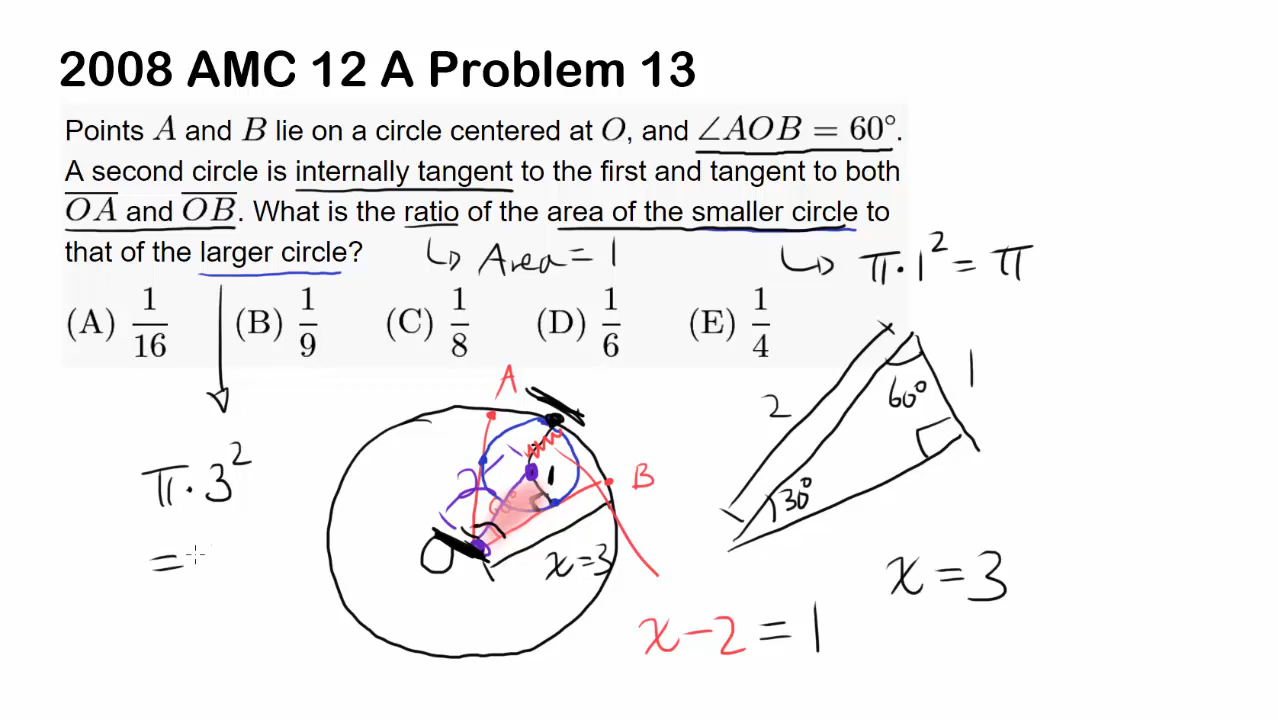 2008 AMC 12 A Problem 13
Points A and B lie on a circle centered at O, and ∠AOB = 60°.
A second circle is internally tangent to the first and tangent to both
OA and OB. What is the ratio of the area of the smaller circle to
that of the larger circle?
↳ Area = 1
↳ π·1² = π
(A) 1/16 (B) 1/9 (C) 1/8 (D) 1/6 (E) 1/4
A
B
O
2
1
x=3
2
60°
1
30°
π·3²
=
x=3
x-2=1